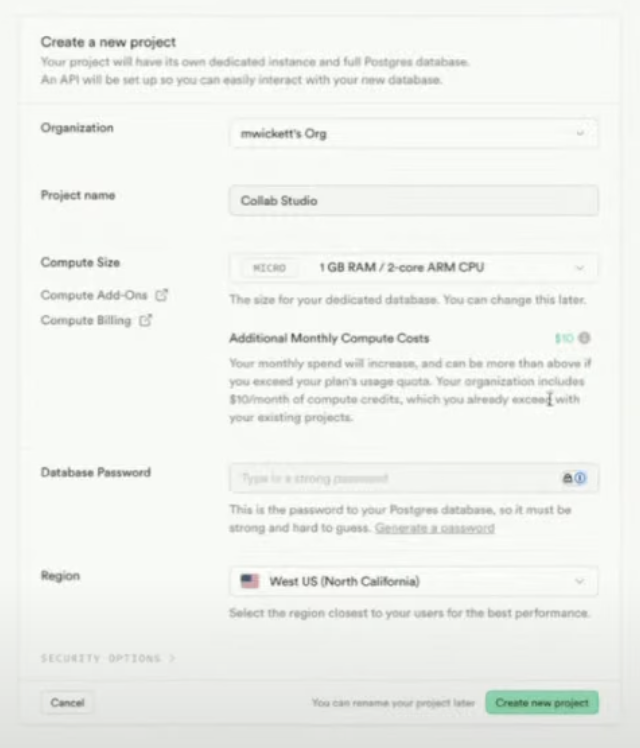 Create a new project
Your project will have its own dedicated instance and full Postgres database.
An API will be set up so you can easily interact with your new database.
Organization
mwickett's Org
Project name
Collab Studio
Compute Size
MICRO 1 GB RAM / 2-core ARM CPU
Compute Add-Ons
Compute Billing
The size for your dedicated database. You can change this later.
Additional Monthly Compute Costs $10
Your monthly spend will increase, and can be more than above if
you exceed your plan's usage quota. Your organization includes
$10/month of compute credits, which you already exceed with
your existing projects.
Database Password
Type in a strong password
This is the password to your Postgres database, so it must be
strong and hard to guess. Generate a password
Region
West US (North California)
Select the region closest to your users for the best performance.
SECURITY OPTIONS
Cancel
You can rename your project later
Create new project